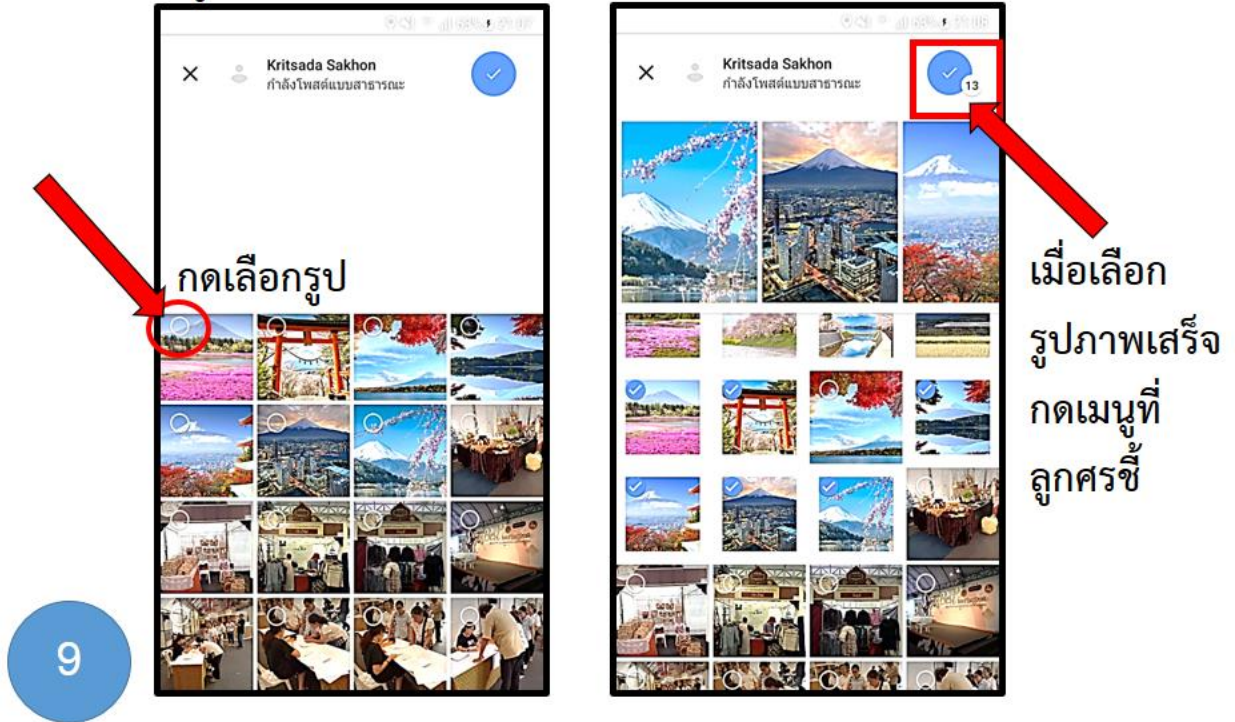 Kritsada Sakhon
กำลังโพสต์แบบสาธารณะ
กดเลือกรูป
9
Kritsada Sakhon
กำลังโพสต์แบบสาธารณะ
13
เมื่อเลือก
รูปภาพเสร็จ
กดเมนูที่
ลูกศรชี้